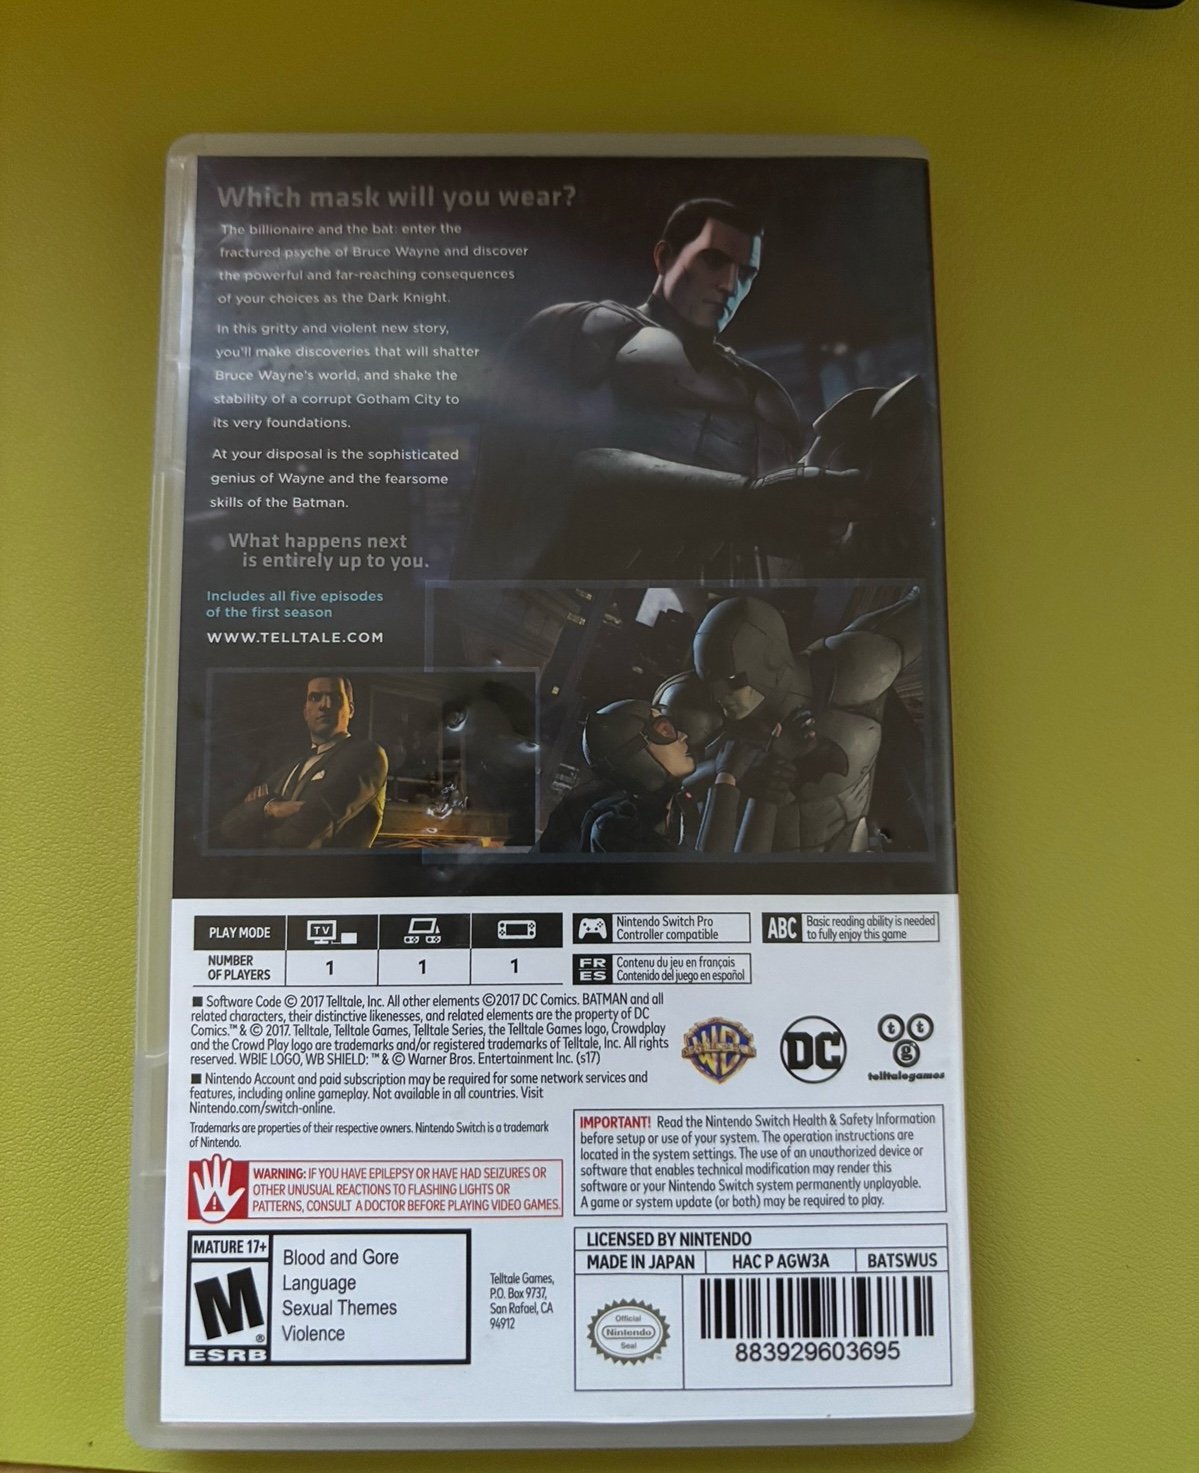 Which mask will you wear?
The billionaire and the bat: enter the
fractured psyche of Bruce Wayne and discover
the powerful and far-reaching consequences
of your choices as the Dark Knight.
In this gritty and violent new story,
you'll make discoveries that will shatter
Bruce Wayne's world, and shake the
stability of a corrupt Gotham City to
its very foundations.
At your disposal is the sophisticated
genius of Wayne and the fearsome
skills of the Batman.
What happens next
is entirely up to you.
Includes all five episodes
of the first season
WWW.TELLTALE.COM
PLAY MODE
TV
NUMBER
OF PLAYERS
1
1
1
Nintendo Switch Pro
Controller compatible
ABC
Basic reading ability is needed
to fully enjoy this game
FR
ES
Contenu du jeu en français
Contenido del juego en español
■ Software Code © 2017 Telltale, Inc. All other elements ©2017 DC Comics. BATMAN and all
related characters, their distinctive likenesses, and related elements are the property of DC
Comics.™ & © 2017. Telltale, Telltale Games, Telltale Series, the Telltale Games logo, Crowdplay
and the Crowd Play logo are trademarks and/or registered trademarks of Telltale, Inc. All rights
reserved. WBIE LOGO, WB SHIELD: ™ & © Warner Bros. Entertainment Inc. (s17)
■ Nintendo Account and paid subscription may be required for some network services and
features, including online gameplay. Not available in all countries. Visit
Nintendo.com/switch-online.
Trademarks are properties of their respective owners. Nintendo Switch is a trademark
of Nintendo.
WB
DC
ttg
telltalegames
WARNING: IF YOU HAVE EPILEPSY OR HAVE HAD SEIZURES OR
OTHER UNUSUAL REACTIONS TO FLASHING LIGHTS OR
PATTERNS, CONSULT A DOCTOR BEFORE PLAYING VIDEO GAMES.
IMPORTANT! Read the Nintendo Switch Health & Safety Information
before setup or use of your system. The operation instructions are
located in the system settings. The use of an unauthorized device or
software that enables technical modification may render this
software or your Nintendo Switch system permanently unplayable.
A game or system update (or both) may be required to play.
MATURE 17+
M
®
ESRB
Blood and Gore
Language
Sexual Themes
Violence
Telltale Games,
P.O. Box 9737,
San Rafael, CA
94912
LICENSED BY NINTENDO
MADE IN JAPAN
HAC P AGW3A
BATSWUS
Official
Nintendo
Seal
883929603695